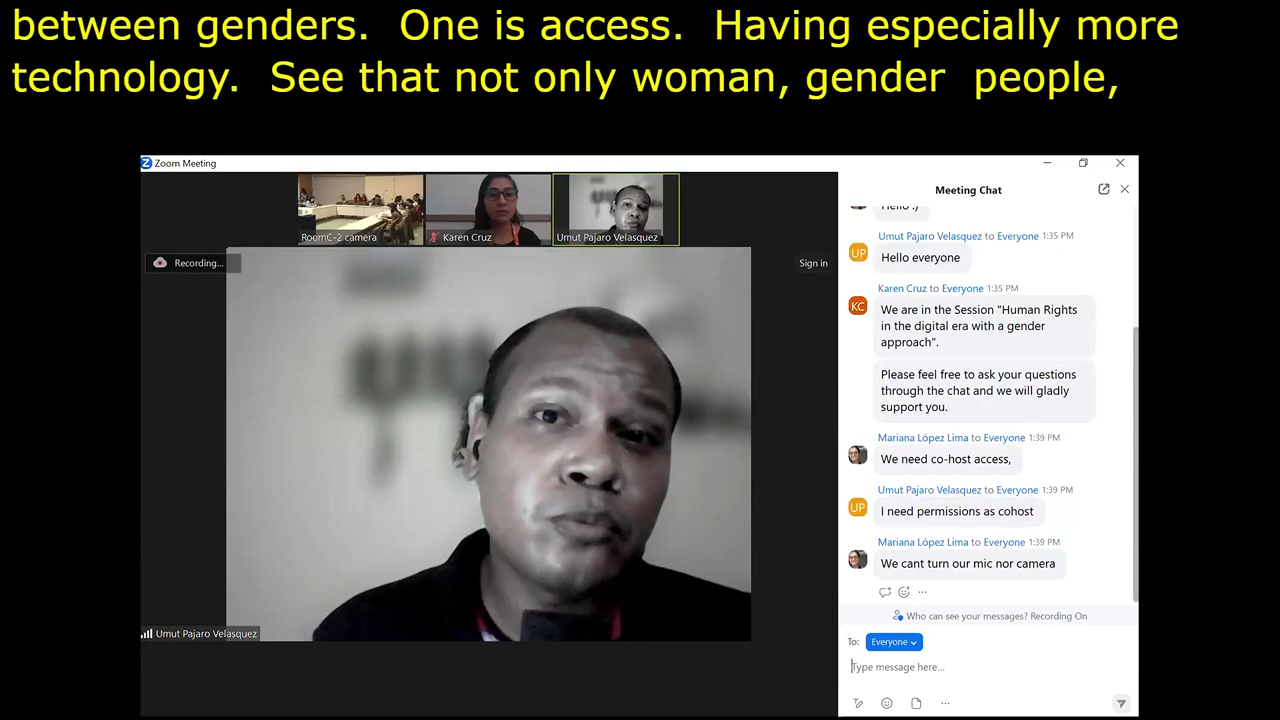 between genders.  One is access.  Having especially more
technology.  See that not only woman, gender  people,
Zoom Meeting
RoomC-2 camera
Karen Cruz
Umut Pajaro Velasquez
Recording...
Sign in
Umut Pajaro Velasquez
Meeting Chat
Hello :)
Umut Pajaro Velasquez to Everyone 1:35 PM
UP
Hello everyone
Karen Cruz to Everyone 1:35 PM
KC
We are in the Session "Human Rights
in the digital era with a gender
approach".
Please feel free to ask your questions
through the chat and we will gladly
support you.
Mariana López Lima to Everyone 1:39 PM
We need co-host access,
Umut Pajaro Velasquez to Everyone 1:39 PM
UP
I need permissions as cohost
Mariana López Lima to Everyone 1:39 PM
We cant turn our mic nor camera
Who can see your messages? Recording On
To: Everyone
Type message here...